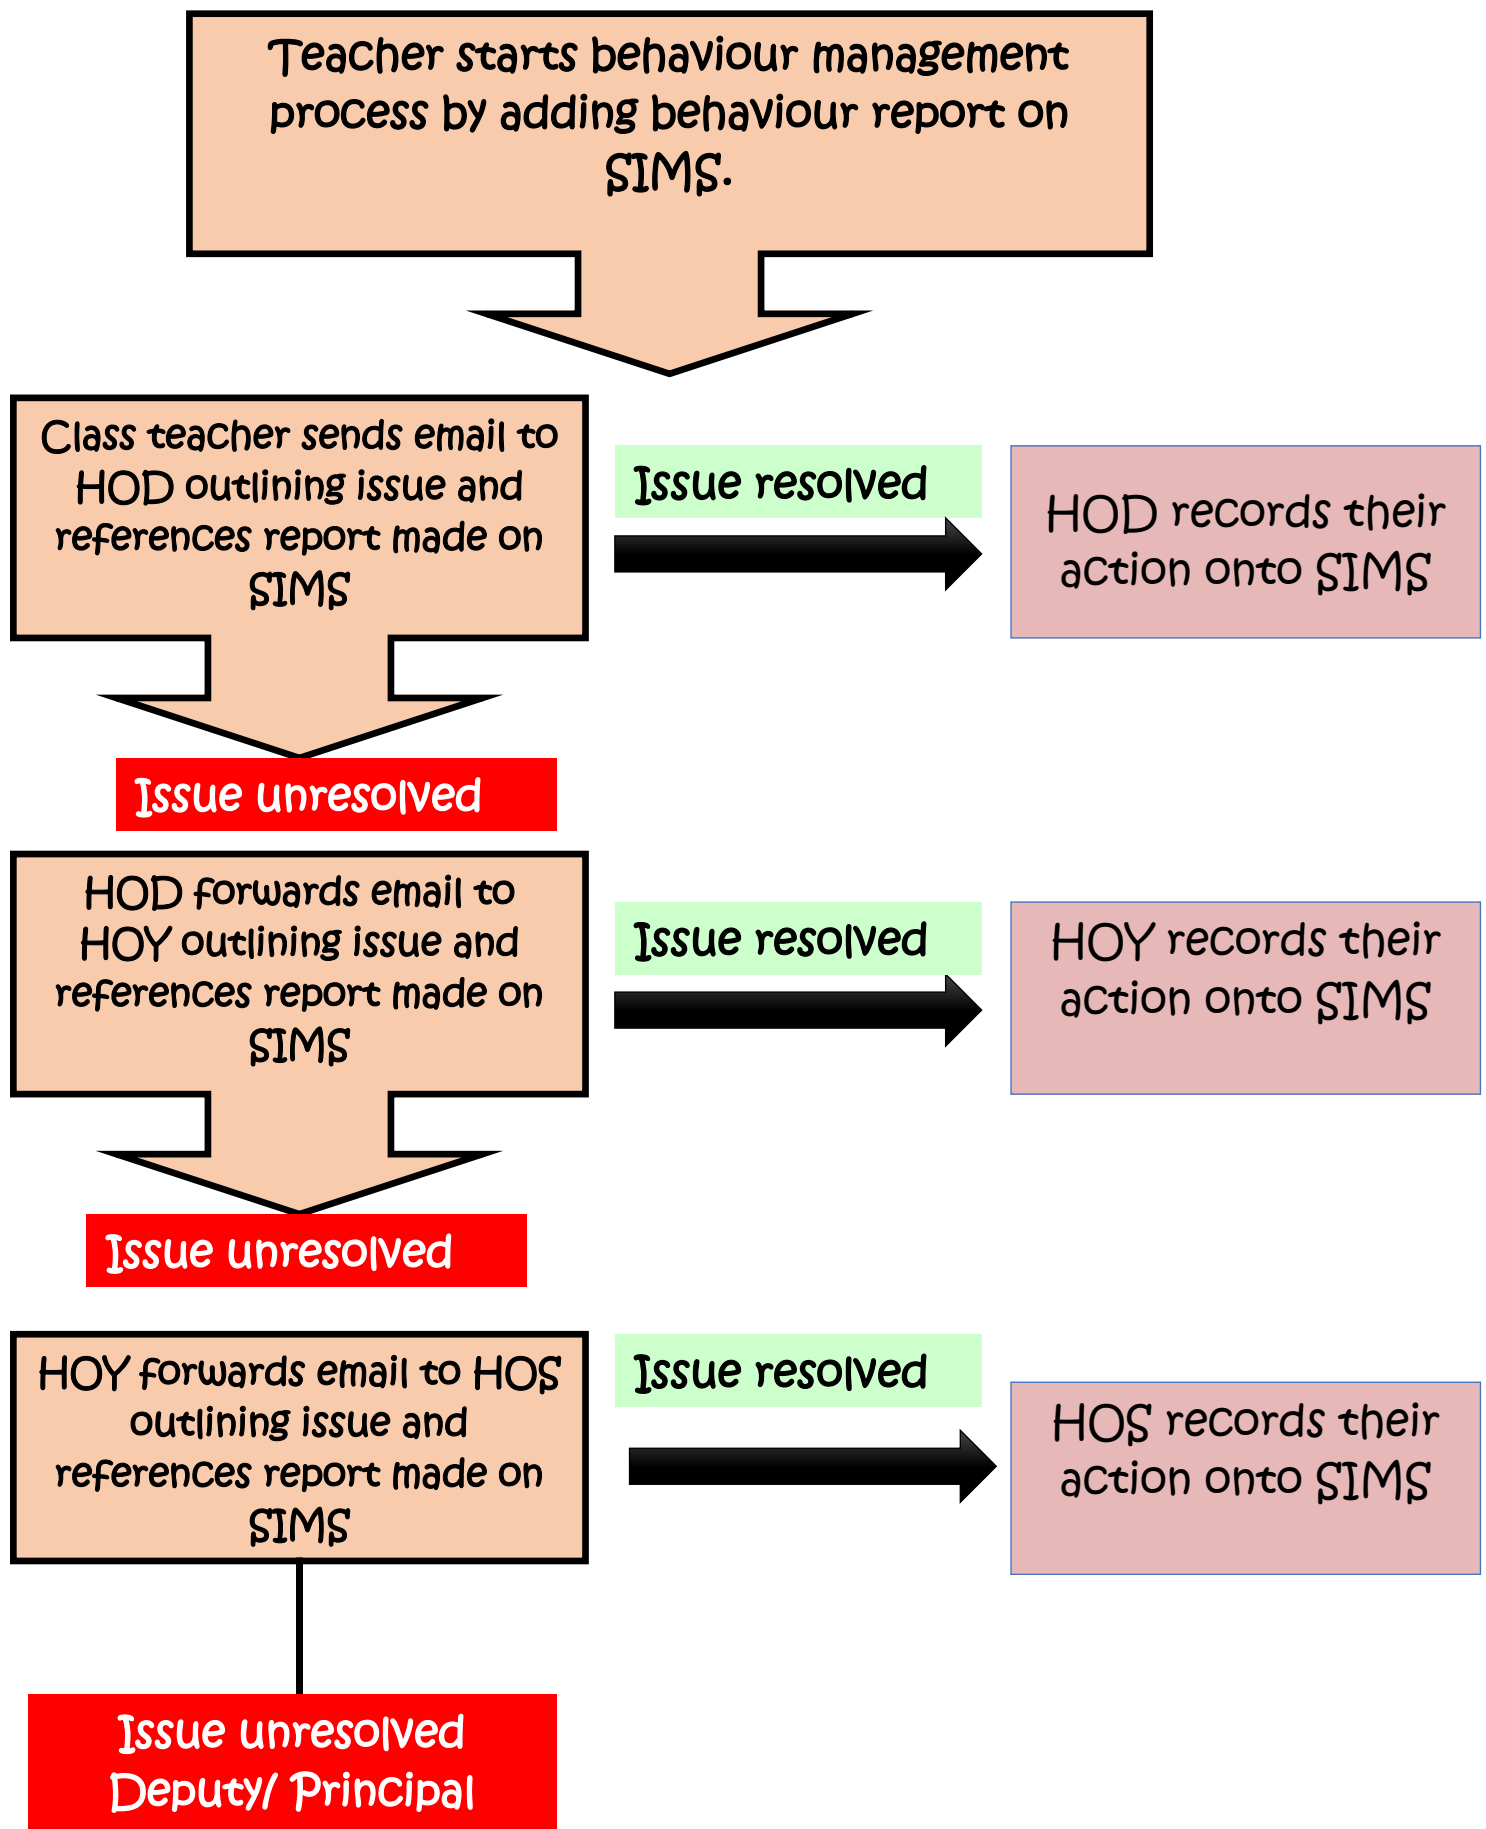 Teacher starts behaviour management
process by adding behaviour report on
SIMS.
Class teacher sends email to
HOD outlining issue and
references report made on
SIMS
Issue resolved
HOD records their
action onto SIMS
Issue unresolved
HOD forwards email to
HOY outlining issue and
references report made on
SIMS
Issue resolved
HOY records their
action onto SIMS
Issue unresolved
HOY forwards email to HOS
outlining issue and
references report made on
SIMS
Issue resolved
HOS records their
action onto SIMS
Issue unresolved
Deputy/ Principal